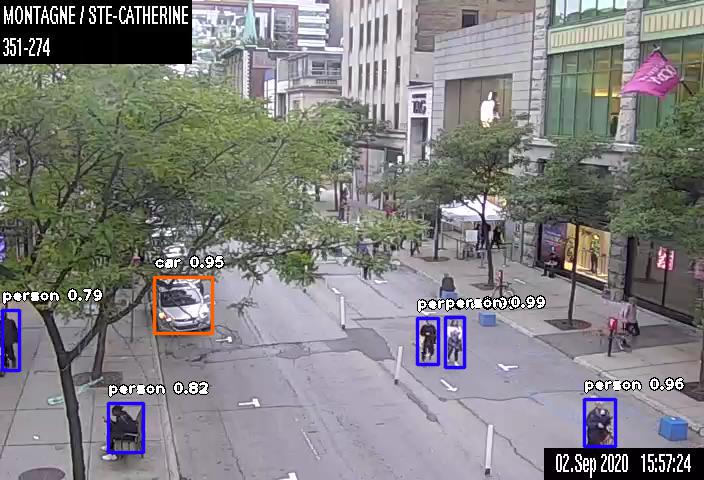 MONTAGNE / STE-CATHERINE
351-274
car 0.95
person 0.79
person 0.99
person 0.82
person 0.96
02.Sep 2020 15:57:24